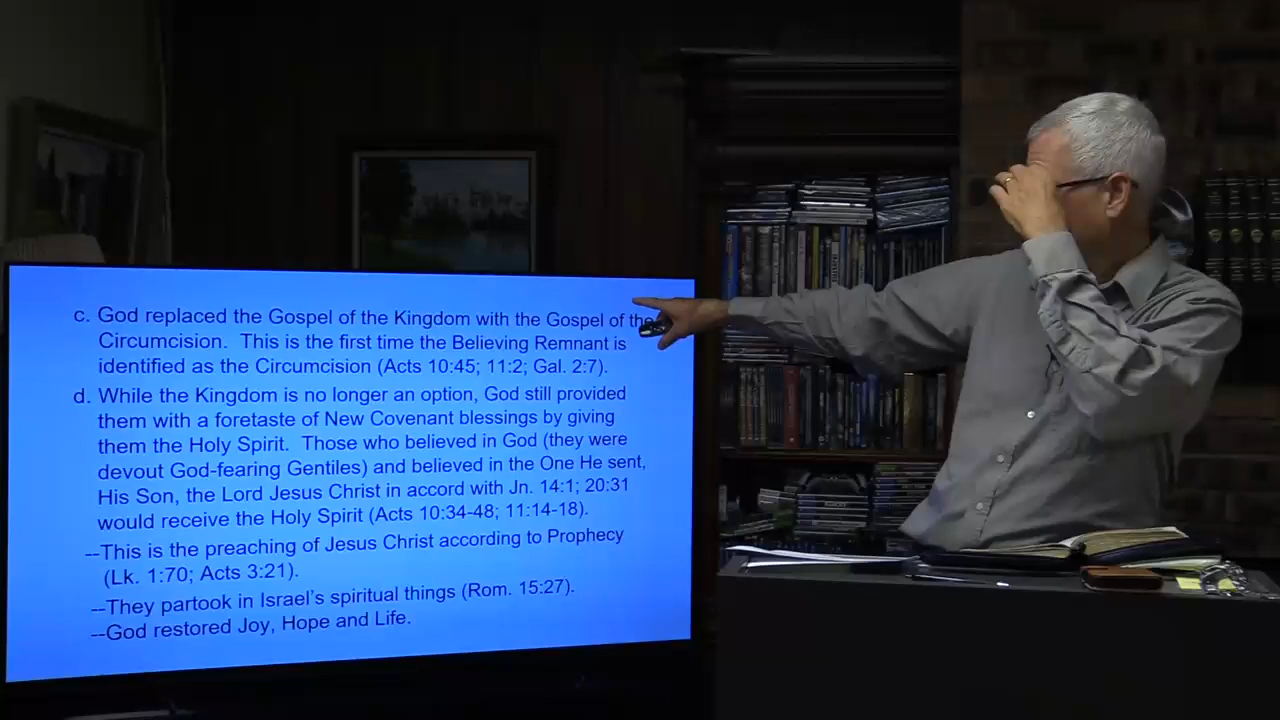 c. God replaced the Gospel of the Kingdom with the Gospel of the
Circumcision. This is the first time the Believing Remnant is
identified as the Circumcision (Acts 10:45; 11:2; Gal. 2:7).
d. While the Kingdom is no longer an option, God still provided
them with a foretaste of New Covenant blessings by giving
them the Holy Spirit. Those who believed in God (they were
devout God-fearing Gentiles) and believed in the One He sent,
His Son, the Lord Jesus Christ in accord with Jn. 14:1; 20:31
would receive the Holy Spirit (Acts 10:34-48; 11:14-18).
--This is the preaching of Jesus Christ according to Prophecy
(Lk. 1:70; Acts 3:21).
--They partook in Israel's spiritual things (Rom. 15:27).
--God restored Joy, Hope and Life.